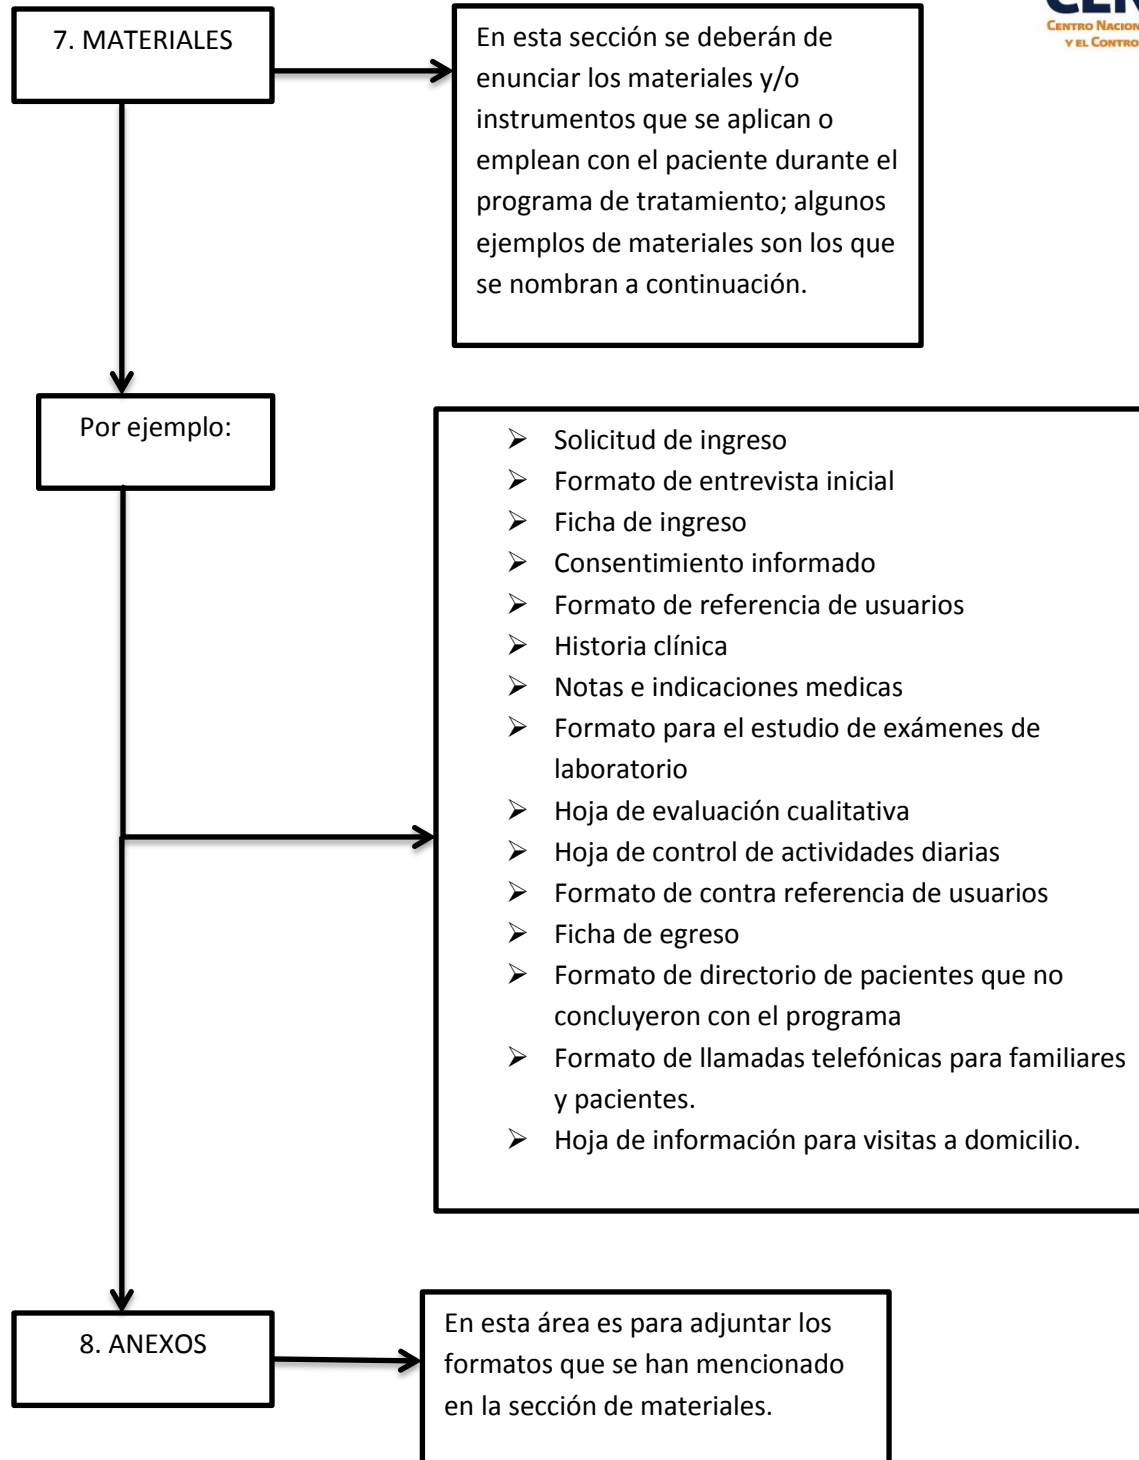 CENTRO NACIONAL
Y EL CONTROL
7. MATERIALES
En esta sección se deberán de
enunciar los materiales y/o
instrumentos que se aplican o
emplean con el paciente durante el
programa de tratamiento; algunos
ejemplos de materiales son los que
se nombran a continuación.
Por ejemplo:
➢ Solicitud de ingreso
➢ Formato de entrevista inicial
➢ Ficha de ingreso
➢ Consentimiento informado
➢ Formato de referencia de usuarios
➢ Historia clínica
➢ Notas e indicaciones medicas
➢ Formato para el estudio de exámenes de
laboratorio
➢ Hoja de evaluación cualitativa
➢ Hoja de control de actividades diarias
➢ Formato de contra referencia de usuarios
➢ Ficha de egreso
➢ Formato de directorio de pacientes que no
concluyeron con el programa
➢ Formato de llamadas telefónicas para familiares
y pacientes.
➢ Hoja de información para visitas a domicilio.
8. ANEXOS
En esta área es para adjuntar los
formatos que se han mencionado
en la sección de materiales.